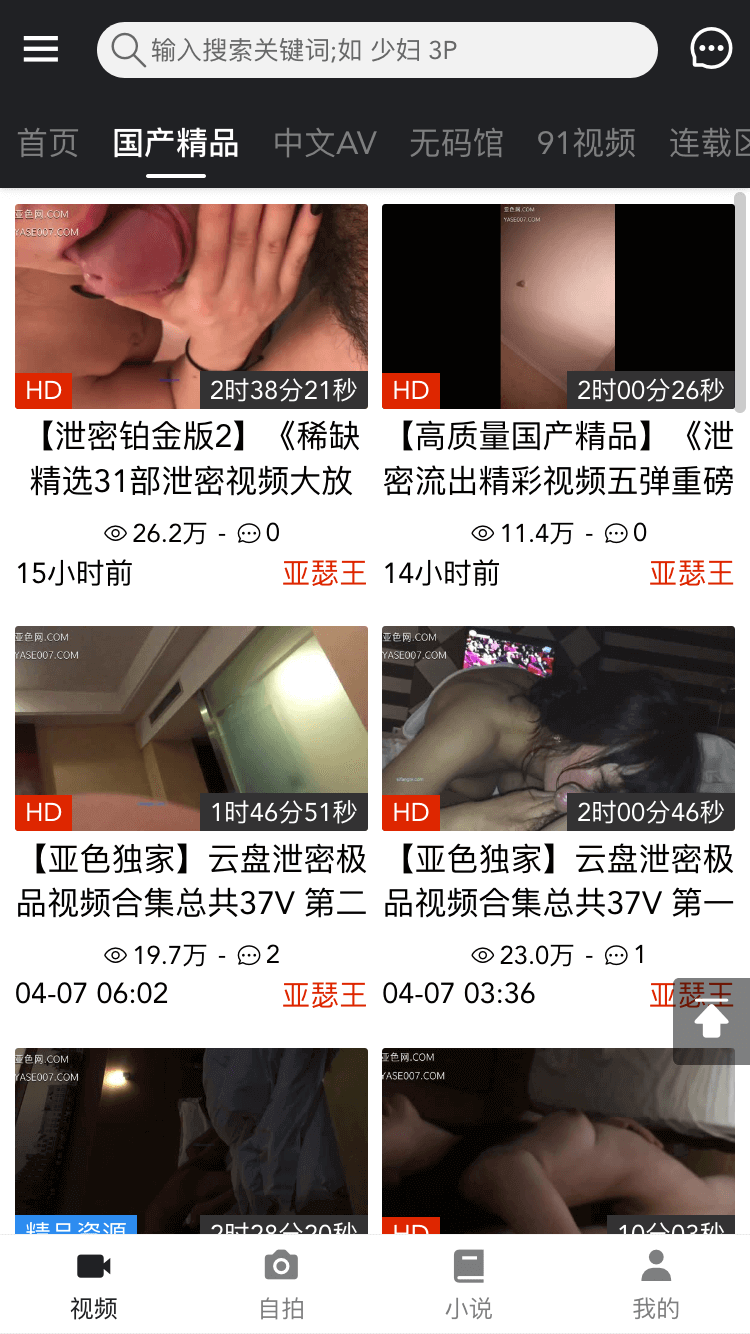 输入搜索关键词;如 少妇 3P
首页 国产精品 中文AV 无码馆 91视频 连载区
亚色网.COM
YASE007.COM
HD 2时38分21秒
【泄密铂金版2】《稀缺
精选31部泄密视频大放
26.2万 - 0
15小时前 亚瑟王
亚色网.COM
YASE007.COM
HD 2时00分26秒
【高质量国产精品】《泄
密流出精彩视频五弹重磅
11.4万 - 0
14小时前 亚瑟王
亚色网.COM
YASE007.COM
HD 1时46分51秒
【亚色独家】云盘泄密极
品视频合集总共37V 第二
19.7万 - 2
04-07 06:02 亚瑟王
亚色网.COM
YASE007.COM
HD 2时00分46秒
【亚色独家】云盘泄密极
品视频合集总共37V 第一
23.0万 - 1
04-07 03:36 亚瑟王
亚色网.COM
YASE007.COM
精品资源 2时28分20秒
亚色网.COM
YASE007.COM
HD 10分03秒
视频 自拍 小说 我的